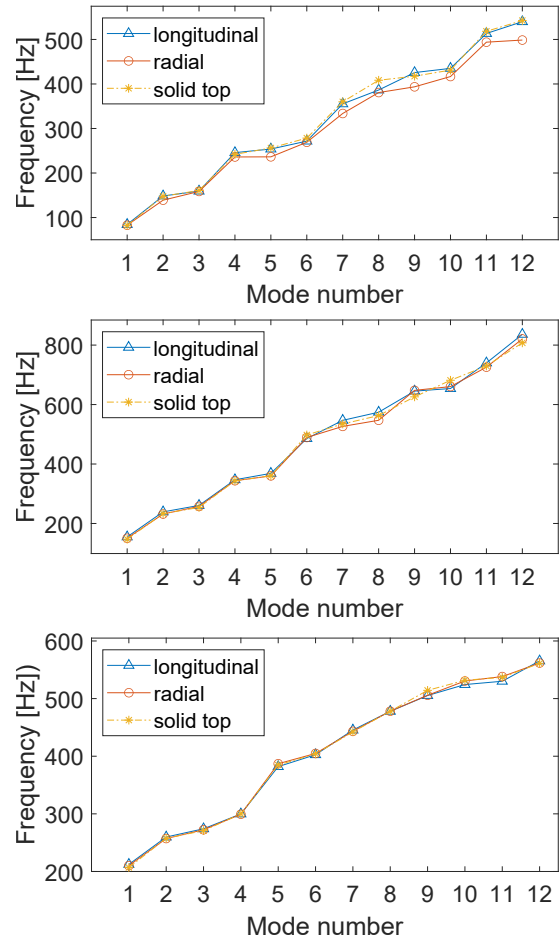 500
400
300
200
100
Frequency [Hz]
longitudinal
radial
solid top
1 2 3 4 5 6 7 8 9 10 11 12
Mode number
800
600
400
200
Frequency [Hz]
longitudinal
radial
solid top
1 2 3 4 5 6 7 8 9 10 11 12
Mode number
600
500
400
300
200
Frequency [Hz])
longitudinal
radial
solid top
1 2 3 4 5 6 7 8 9 10 11 12
Mode number